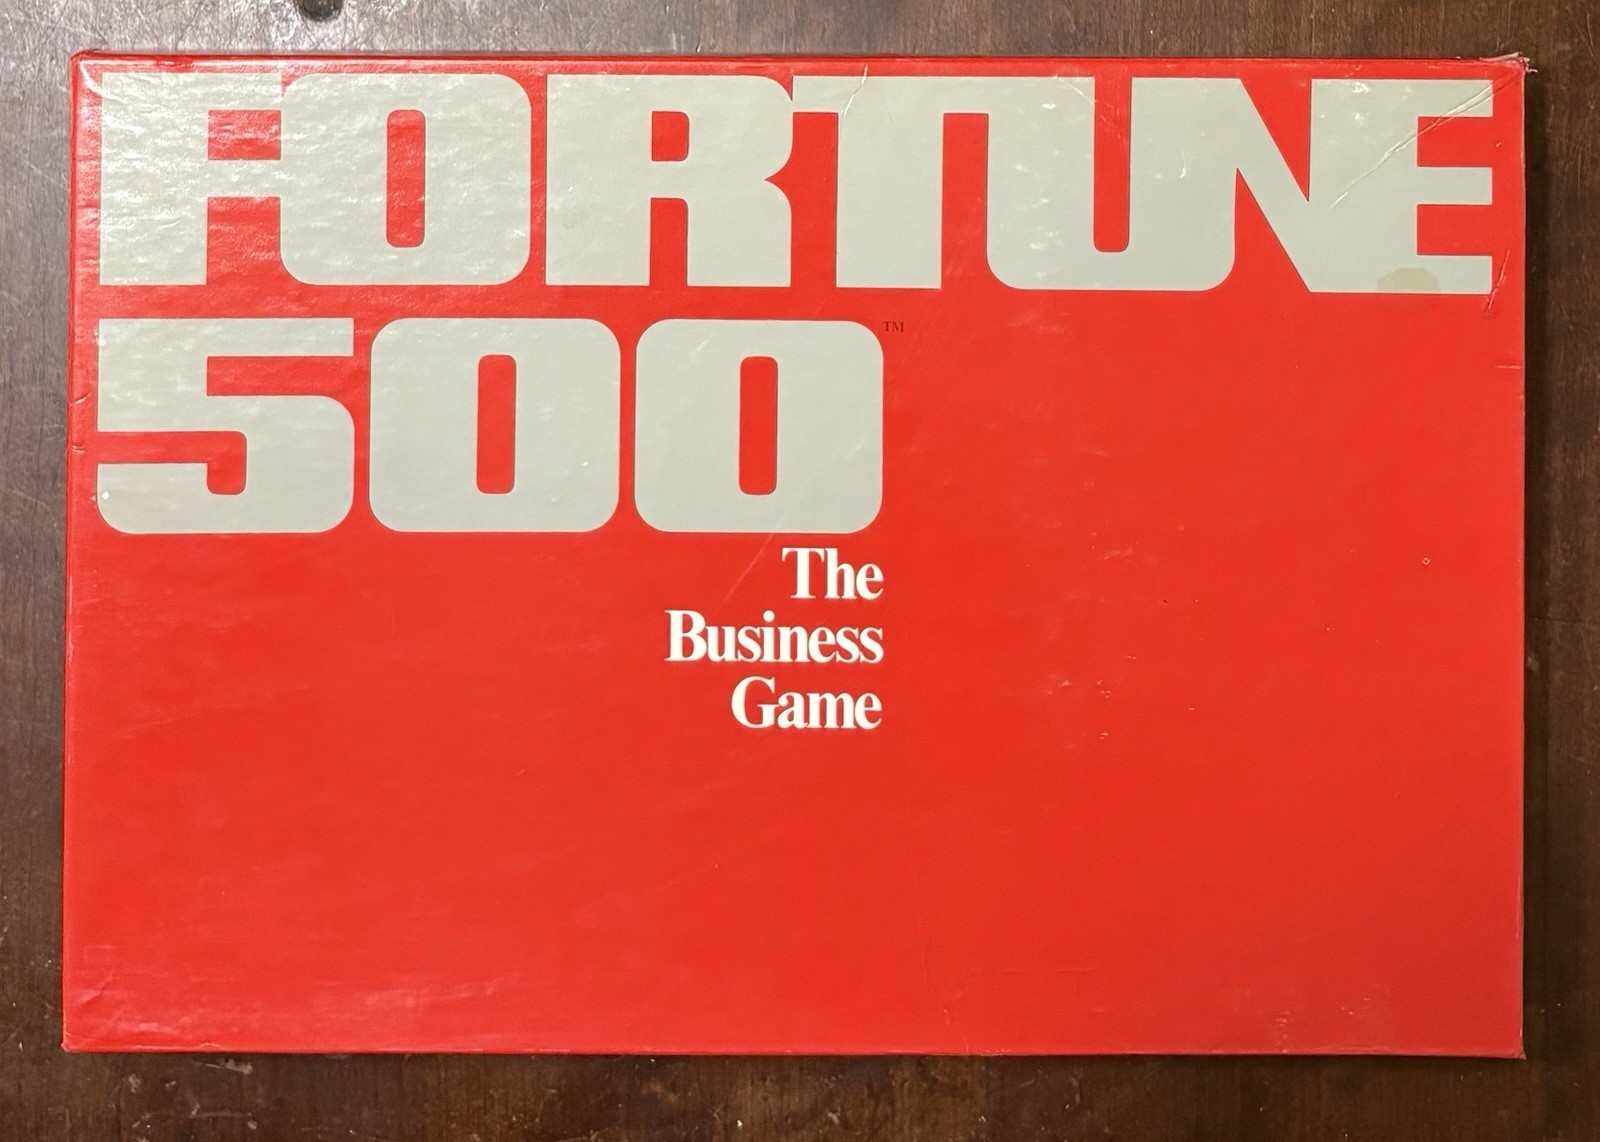 FORTUNE
500™
The
Business
Game